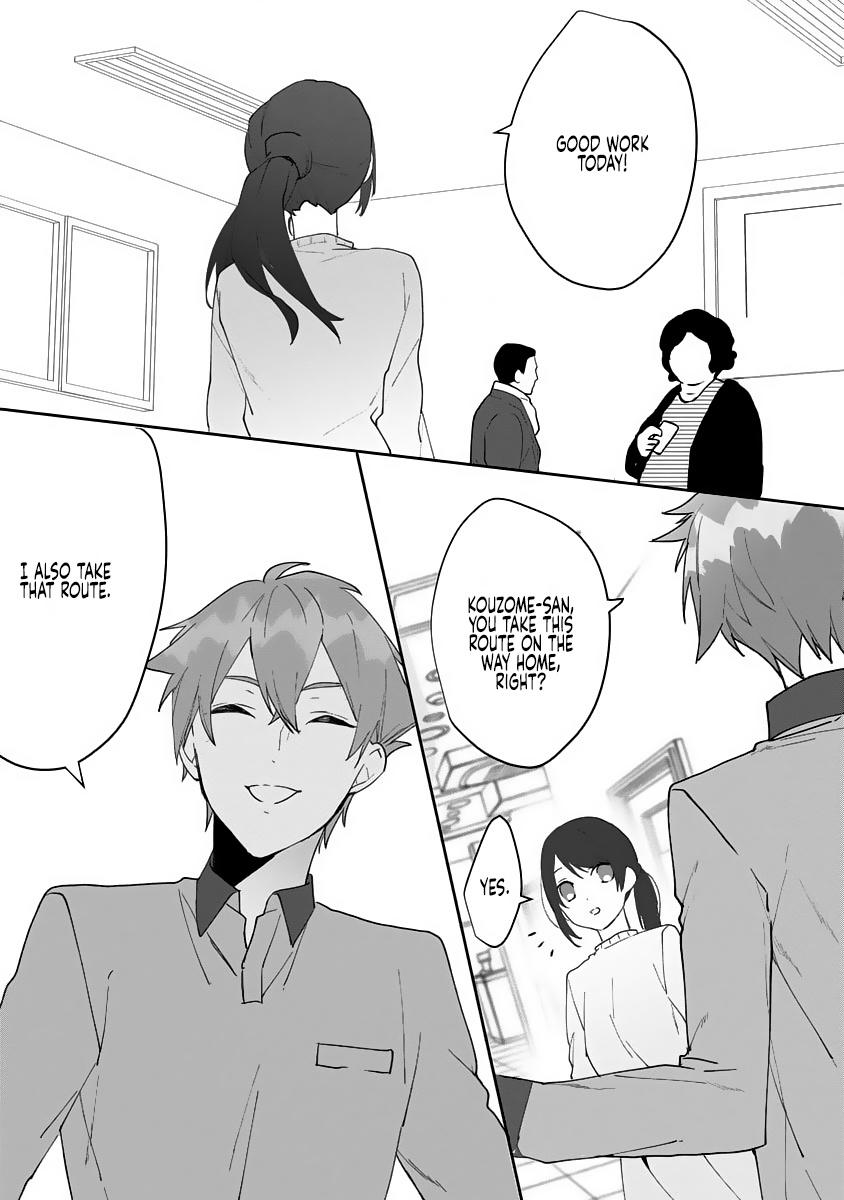 GOOD WORK
TODAY!
KOUZOME-SAN,
YOU TAKE THIS
ROUTE ON THE
WAY HOME,
RIGHT?
YES.
I ALSO TAKE
THAT ROUTE.